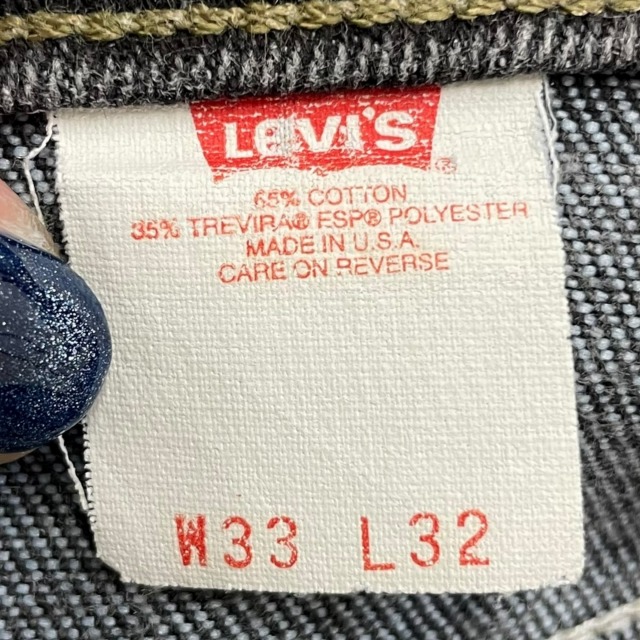 LEVI'S®
65% COTTON
35% TREVIRA® ESP® POLYESTER
MADE IN U.S.A.
CARE ON REVERSE
W33 L32